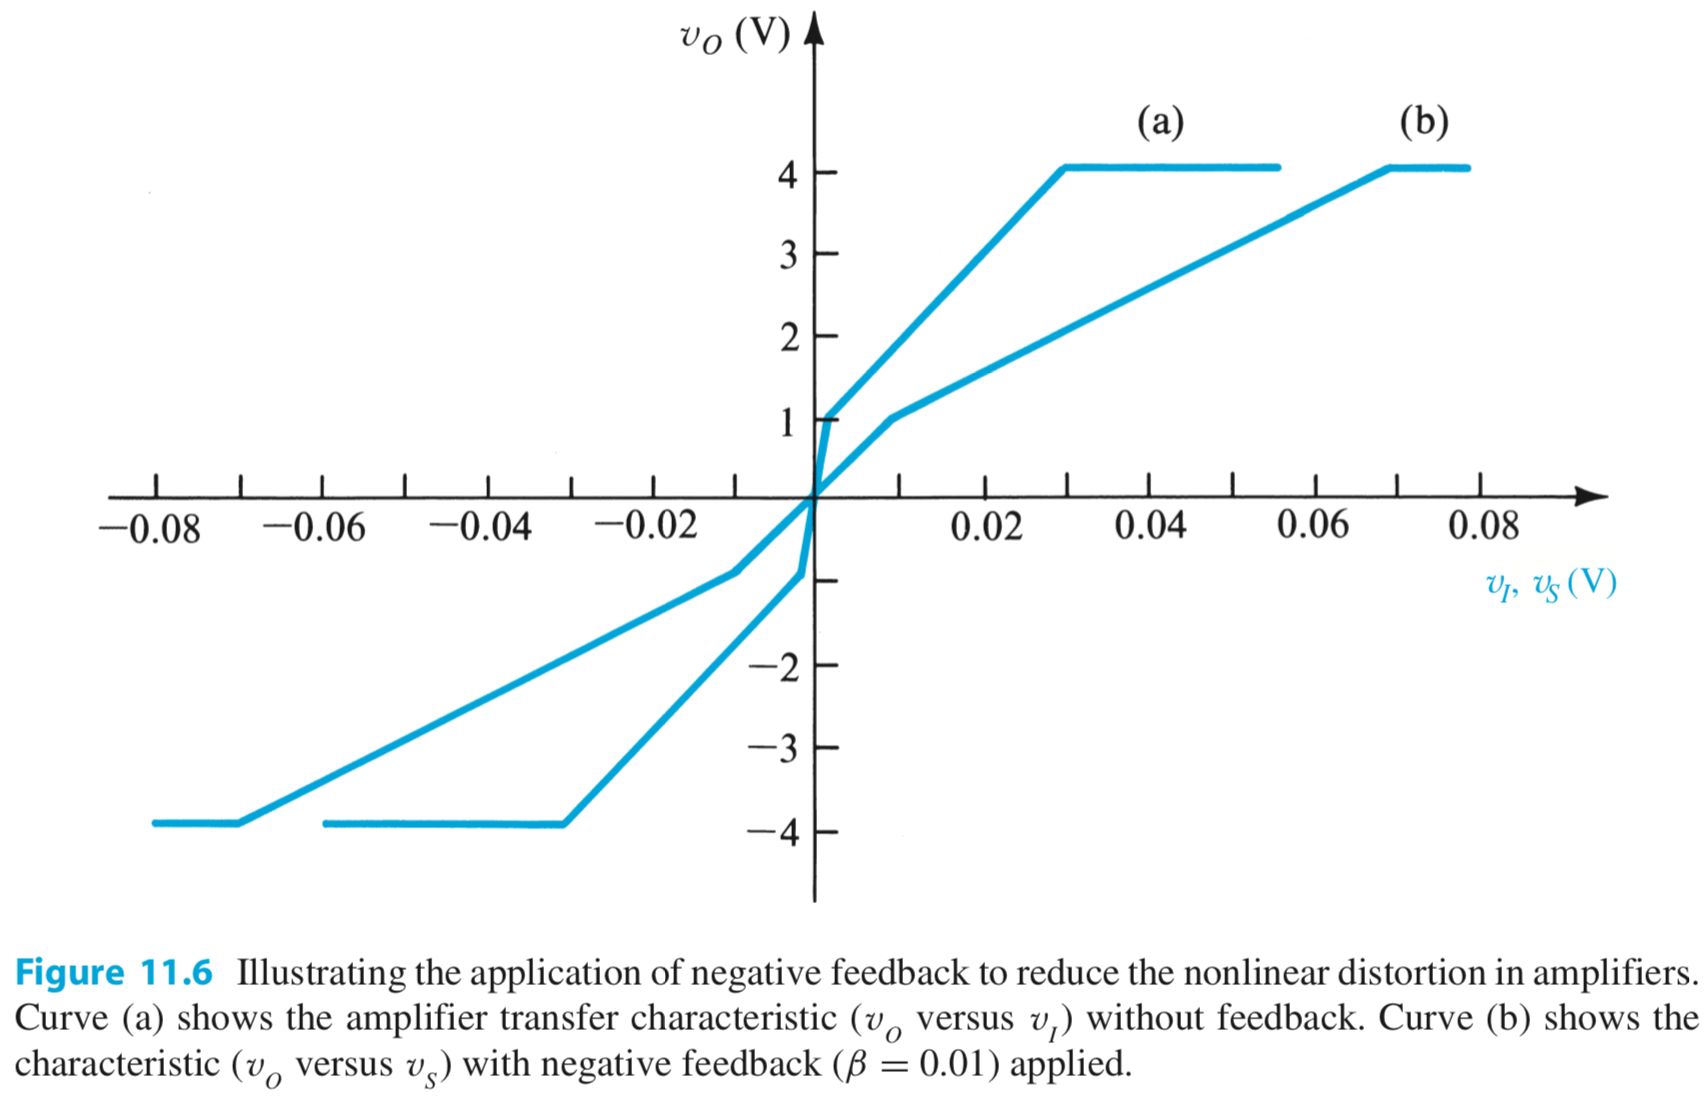 v_O (V)
(a) (b)
4
3
2
1
−0.08 −0.06 −0.04 −0.02 0.02 0.04 0.06 0.08
v_I, v_S (V)
−2
−3
−4
Figure 11.6 Illustrating the application of negative feedback to reduce the nonlinear distortion in amplifiers.
Curve (a) shows the amplifier transfer characteristic (v_O versus v_I) without feedback. Curve (b) shows the
characteristic (v_O versus v_S) with negative feedback (β = 0.01) applied.